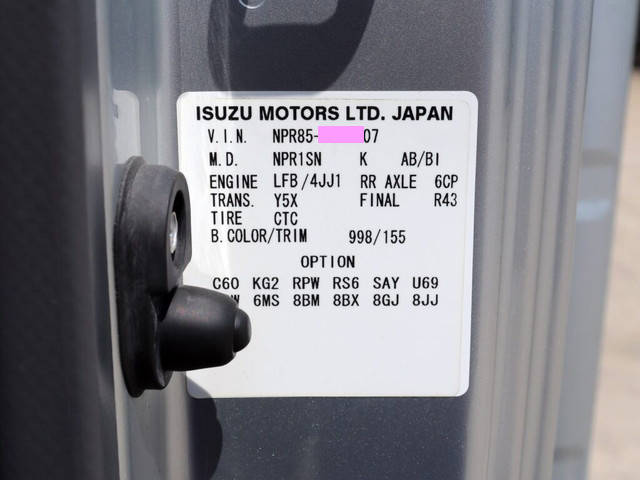 ISUZU MOTORS LTD. JAPAN
V.I.N. NPR85- 07
M.D. NPR1SN K AB/BI
ENGINE LFB/4JJ1 RR AXLE 6CP
TRANS. Y5X FINAL R43
TIRE CTC
B.COLOR/TRIM 998/155
OPTION
C60 KG2 RPW RS6 SAY U69
6MS 8BM 8BX 8GJ 8JJ